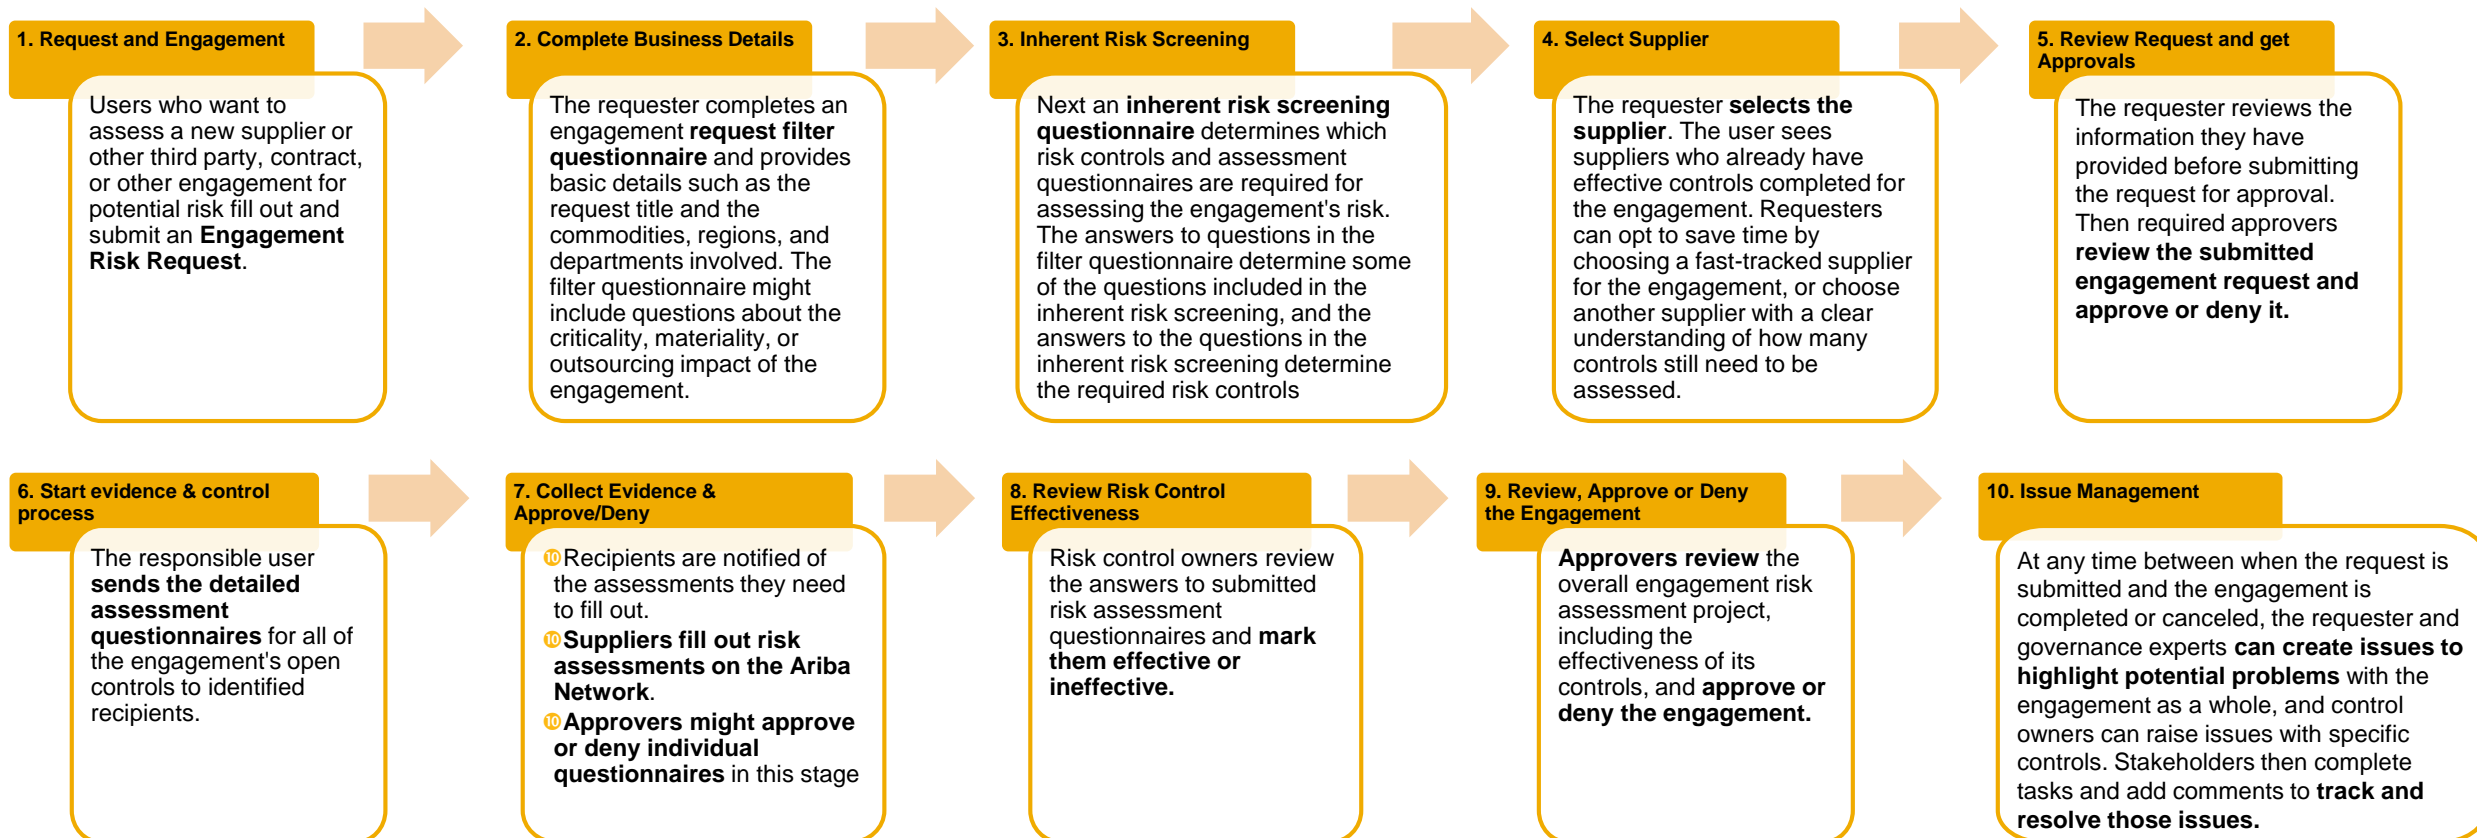 1. Request and Engagement
Users who want to
assess a new supplier or
other third party, contract,
or other engagement for
potential risk fill out and
submit an Engagement
Risk Request.
2. Complete Business Details
The requester completes an
engagement request filter
questionnaire and provides
basic details such as the
request title and the
commodities, regions, and
departments involved. The
filter questionnaire might
include questions about the
criticality, materiality, or
outsourcing impact of the
engagement.
3. Inherent Risk Screening
Next an inherent risk screening
questionnaire determines which
risk controls and assessment
questionnaires are required for
assessing the engagement's risk.
The answers to questions in the
filter questionnaire determine some
of the questions included in the
inherent risk screening, and the
answers to the questions in the
inherent risk screening determine
the required risk controls
4. Select Supplier
The requester selects the
supplier. The user sees
suppliers who already have
effective controls completed for
the engagement. Requesters
can opt to save time by
choosing a fast-tracked supplier
for the engagement, or choose
another supplier with a clear
understanding of how many
controls still need to be
assessed.
5. Review Request and get
Approvals
The requester reviews the
information they have
provided before submitting
the request for approval.
Then required approvers
review the submitted
engagement request and
approve or deny it.
6. Start evidence & control
process
The responsible user
sends the detailed
assessment
questionnaires for all of
the engagement's open
controls to identified
recipients.
7. Collect Evidence &
Approve/Deny
❿Recipients are notified of
the assessments they need
to fill out.
❿Suppliers fill out risk
assessments on the Ariba
Network.
❿Approvers might approve
or deny individual
questionnaires in this stage
8. Review Risk Control
Effectiveness
Risk control owners review
the answers to submitted
risk assessment
questionnaires and mark
them effective or
ineffective.
9. Review, Approve or Deny
the Engagement
Approvers review the
overall engagement risk
assessment project,
including the
effectiveness of its
controls, and approve or
deny the engagement.
10. Issue Management
At any time between when the request is
submitted and the engagement is
completed or canceled, the requester and
governance experts can create issues to
highlight potential problems with the
engagement as a whole, and control
owners can raise issues with specific
controls. Stakeholders then complete
tasks and add comments to track and
resolve those issues.